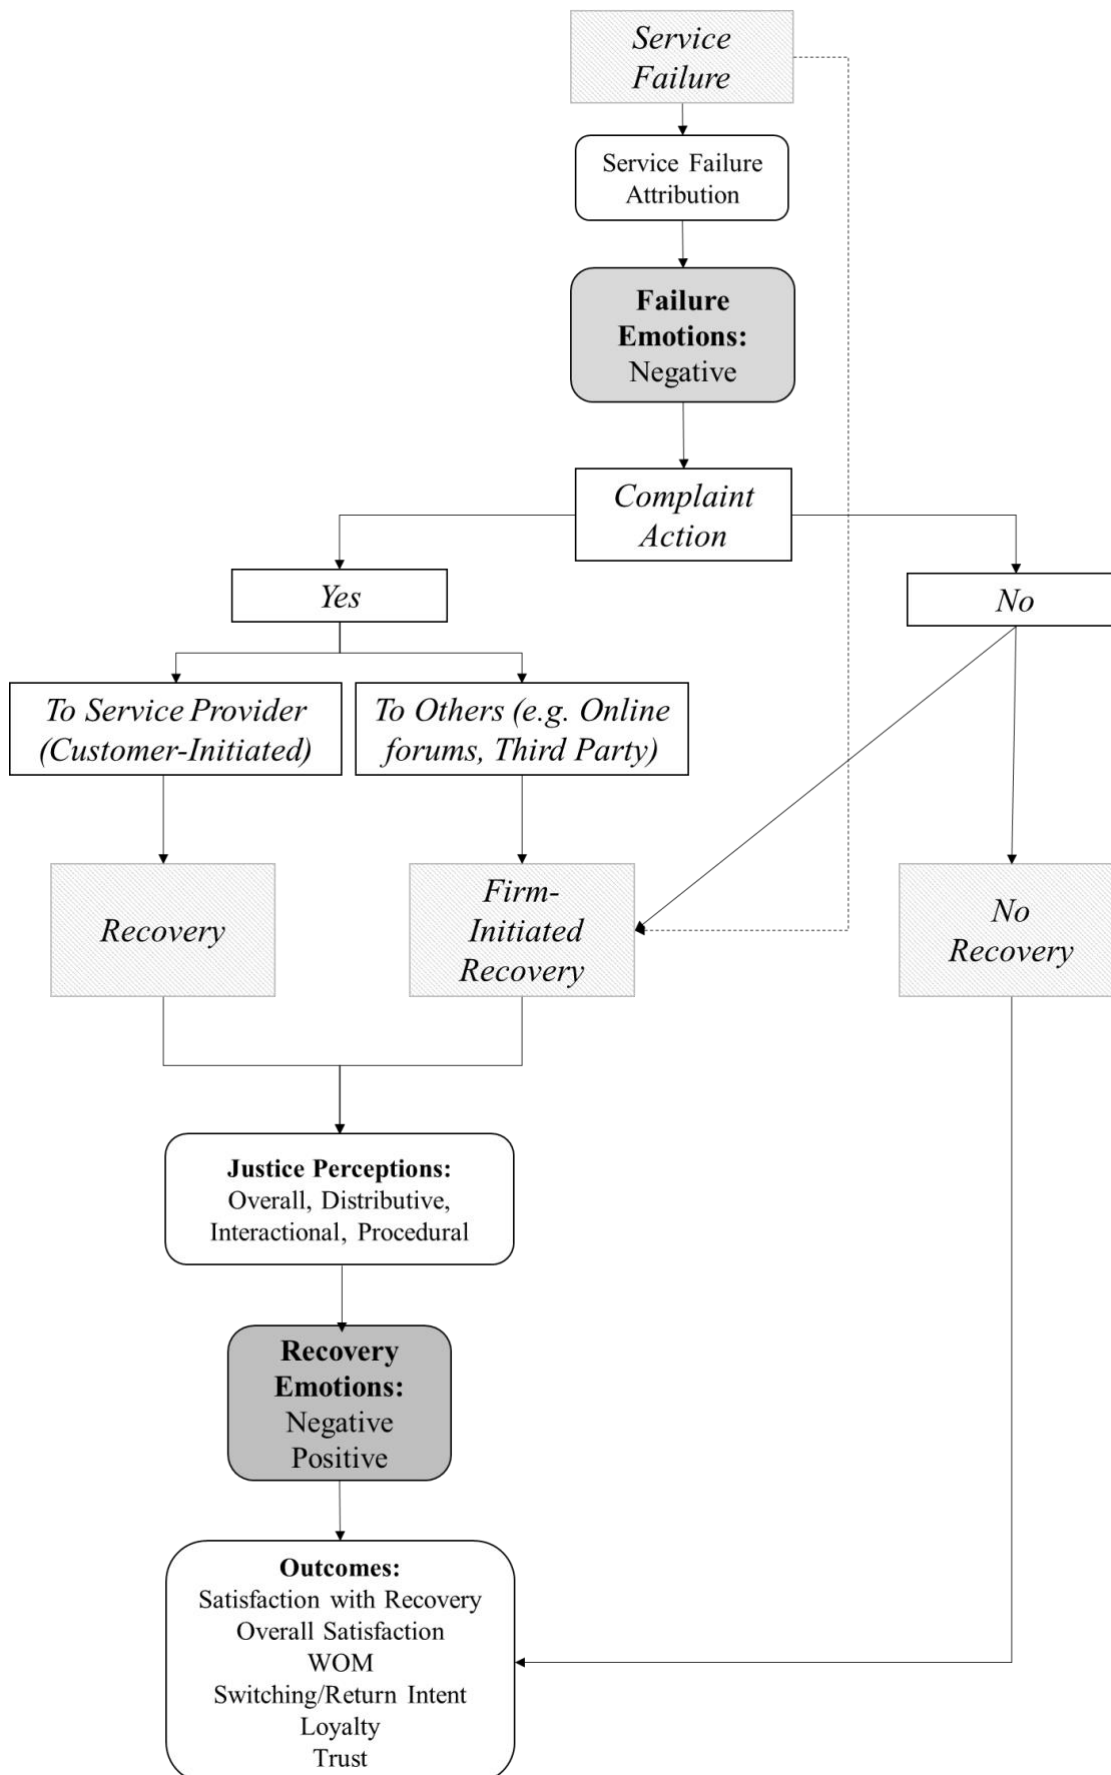 Service
Failure
Service Failure
Attribution
Failure
Emotions:
Negative
Complaint
Action
Yes
No
To Service Provider
(Customer-Initiated)
To Others (e.g. Online
forums, Third Party)
Recovery
Firm-
Initiated
Recovery
No
Recovery
Justice Perceptions:
Overall, Distributive,
Interactional, Procedural
Recovery
Emotions:
Negative
Positive
Outcomes:
Satisfaction with Recovery
Overall Satisfaction
WOM
Switching/Return Intent
Loyalty
Trust